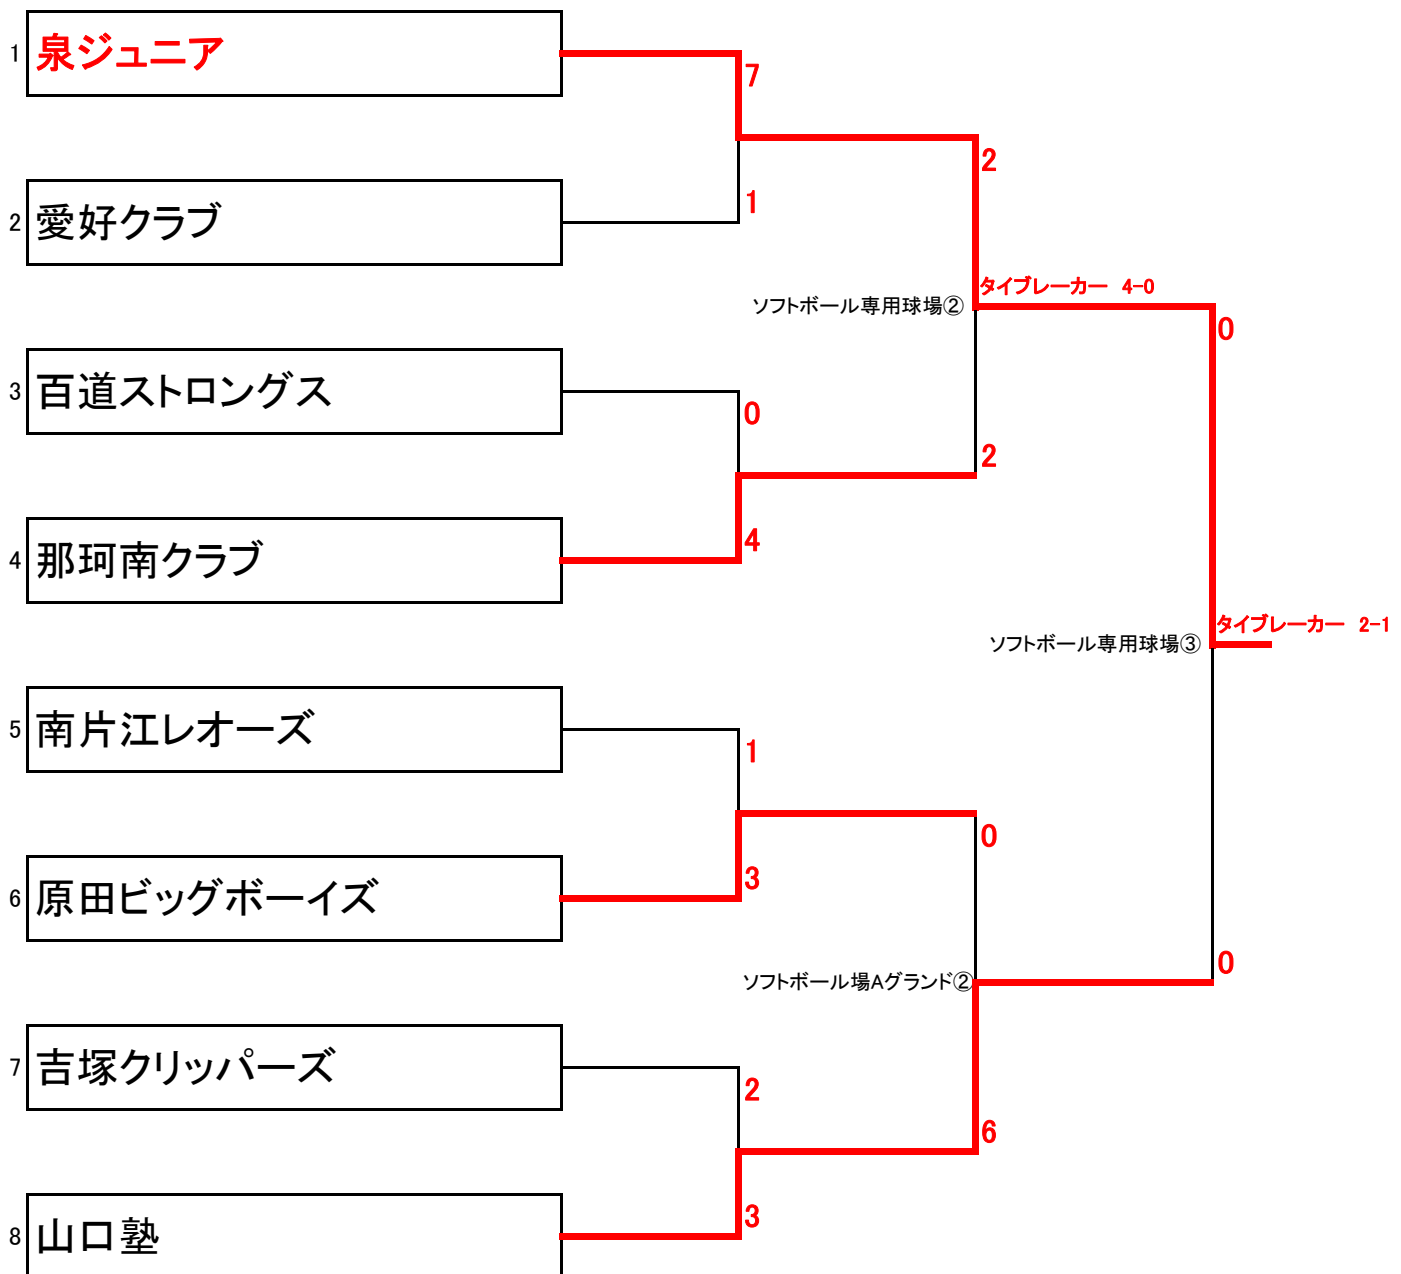 1 泉ジュニア
7
2
1
2 愛好クラブ
タイブレーカー 4-0
ソフトボール専用球場②
0
3 百道ストロングス
0
2
4
4 那珂南クラブ
タイブレーカー 2-1
ソフトボール専用球場③
5 南片江レオーズ
1
0
3
6 原田ビッグボーイズ
0
ソフトボール場Aグランド②
7 吉塚クリッパーズ
2
6
3
8 山口塾